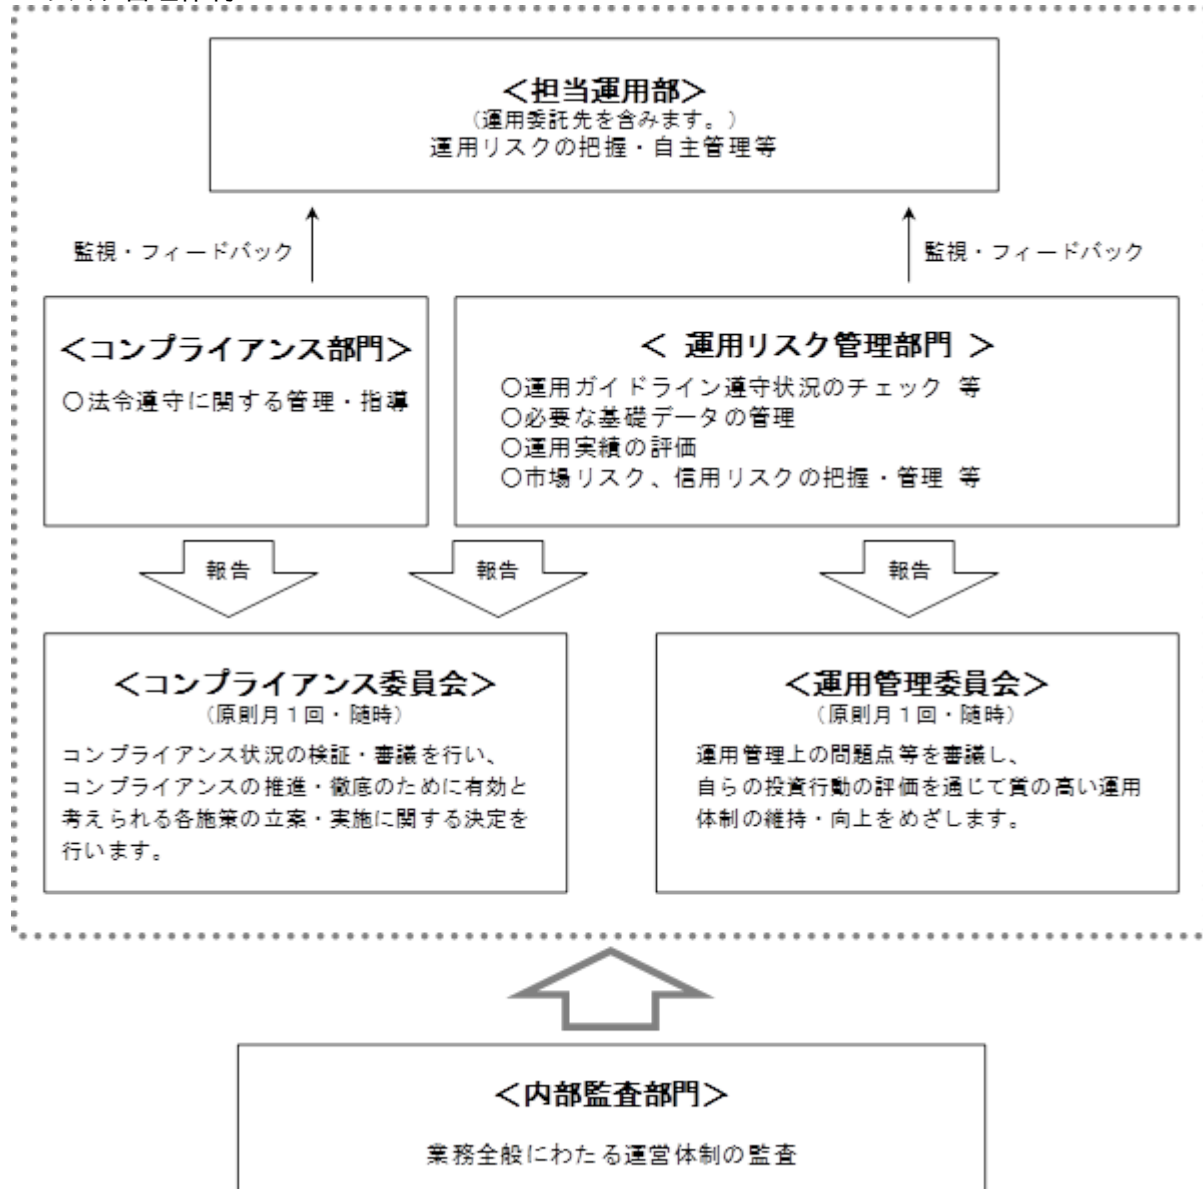 ＜担当運用部＞
（運用委託先を含みます。）
運用リスクの把握・自主管理等
監視・フィードバック
監視・フィードバック
＜コンプライアンス部門＞
○法令遵守に関する管理・指導
＜ 運用リスク管理部門 ＞
○運用ガイドライン遵守状況のチェック 等
○必要な基礎データの管理
○運用実績の評価
○市場リスク、信用リスクの把握・管理 等
報告
報告
報告
＜コンプライアンス委員会＞
（原則月１回・随時）
コンプライアンス状況の検証・審議を行い、
コンプライアンスの推進・徹底のために有効と
考えられる各施策の立案・実施に関する決定を
行います。
＜運用管理委員会＞
（原則月１回・随時）
運用管理上の問題点等を審議し、
自らの投資行動の評価を通じて質の高い運用
体制の維持・向上をめざします。
＜内部監査部門＞
業務全般にわたる運営体制の監査